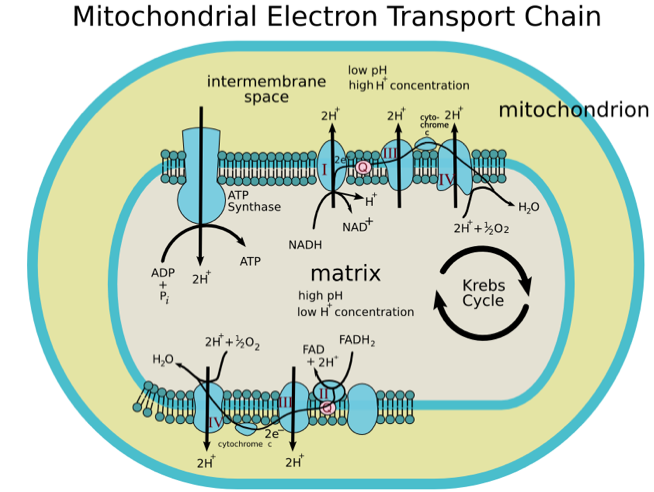 Mitochondrial Electron Transport Chain
intermembrane
space
low pH
high H+ concentration
mitochondrion
2H+
2H+
cyto-
chrome
c
2H+
I
2e-
Q
III
IV
ATP
Synthase
H+
NAD+
NADH
H2O
2H+ + ½O2
ADP
+
Pi
2H+
ATP
matrix
high pH
low H+ concentration
Krebs
Cycle
H2O
2H+ + ½O2
FAD
+ 2H+
FADH2
IV
III
II
Q
2e-
cytochrome c
2H+
2H+